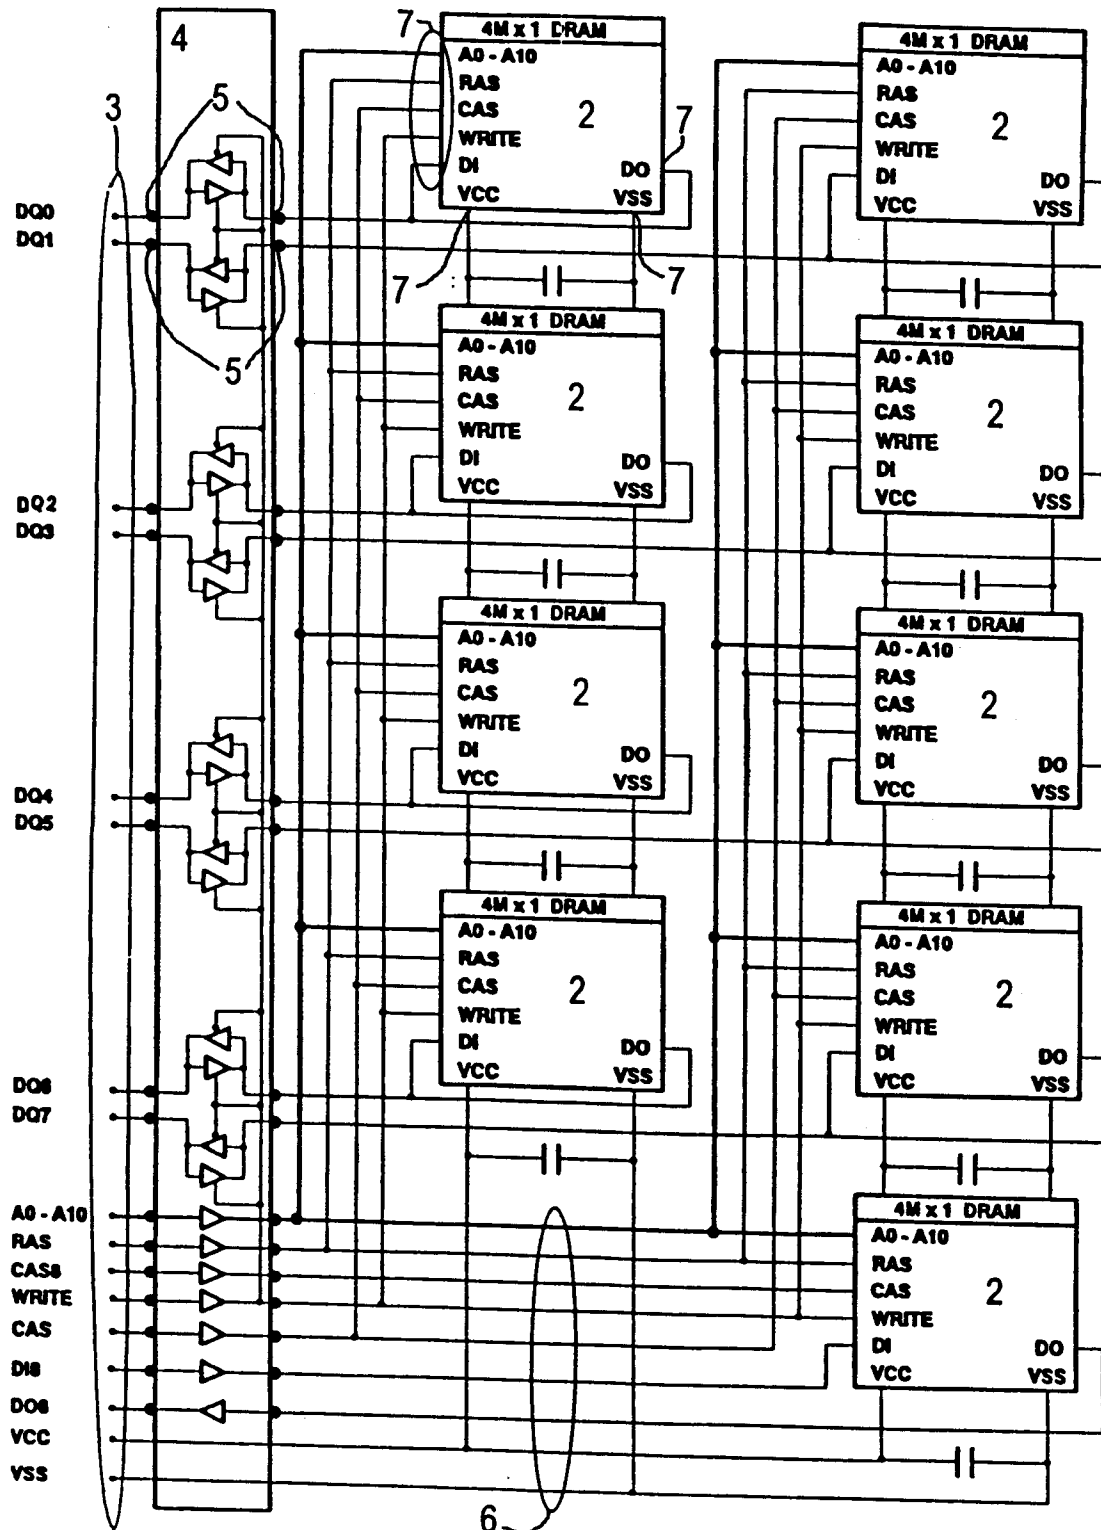 4
3
5
5
DQ0
DQ1
DQ2
DQ3
DQ4
DQ5
DQ6
DQ7
A0 - A10
RAS
CAS8
WRITE
CAS
DI8
DO8
VCC
VSS
7
4M x 1 DRAM
A0 - A10
RAS
CAS
2
WRITE
7
DI
DO
VCC
VSS
7
7
4M x 1 DRAM
A0 - A10
RAS
CAS
2
WRITE
DI
DO
VCC
VSS
4M x 1 DRAM
A0 - A10
RAS
CAS
2
WRITE
DI
DO
VCC
VSS
4M x 1 DRAM
A0 - A10
RAS
CAS
2
WRITE
DI
DO
VCC
VSS
6
4M x 1 DRAM
A0 - A10
RAS
CAS
2
WRITE
DI
DO
VCC
VSS
4M x 1 DRAM
A0 - A10
RAS
CAS
2
WRITE
DI
DO
VCC
VSS
4M x 1 DRAM
A0 - A10
RAS
CAS
2
WRITE
DI
DO
VCC
VSS
4M x 1 DRAM
A0 - A10
RAS
CAS
2
WRITE
DI
DO
VCC
VSS
4M x 1 DRAM
A0 - A10
RAS
CAS
2
WRITE
DI
DO
VCC
VSS